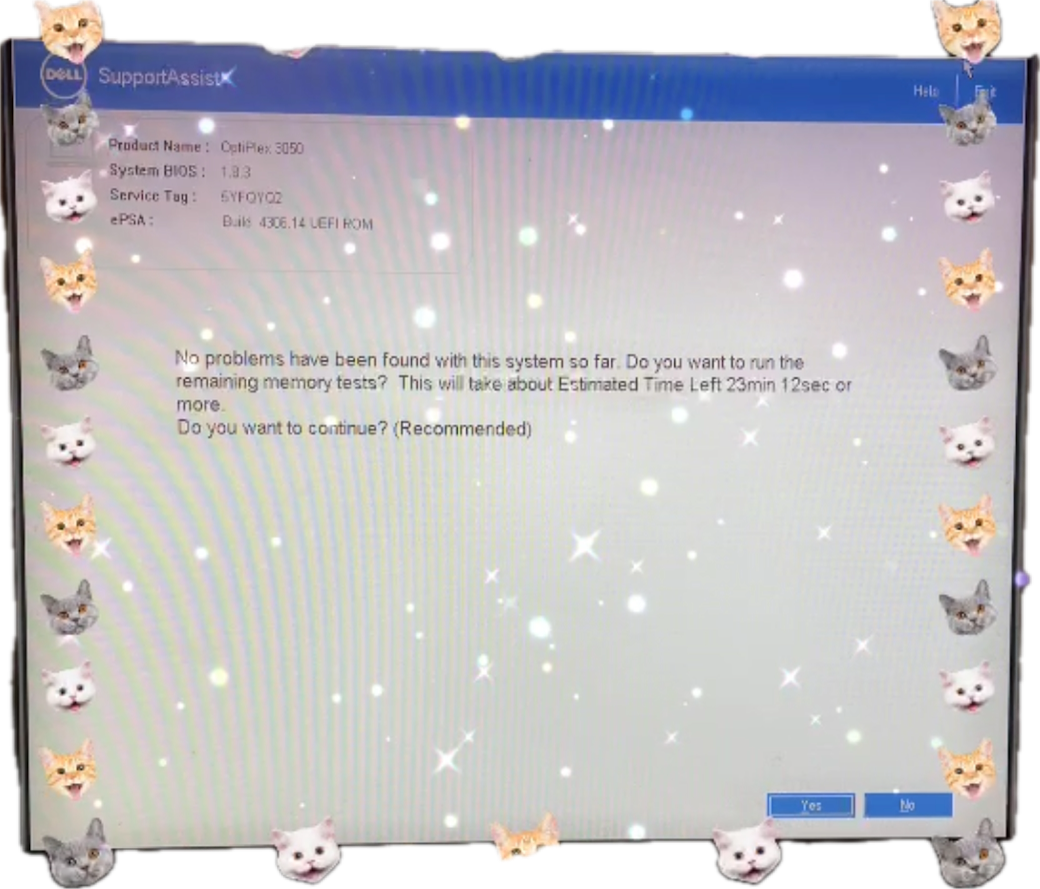 DELL SupportAssist
Help Exit
Product Name : OptiPlex 3050
System BIOS : 1.8.3
Service Tag :
ePSA : Build 4306.14 UEFI ROM
No problems have been found with this system so far. Do you want to run the
remaining memory tests? This will take about Estimated Time Left 23min 12sec or
more.
Do you want to continue? (Recommended)
Yes No